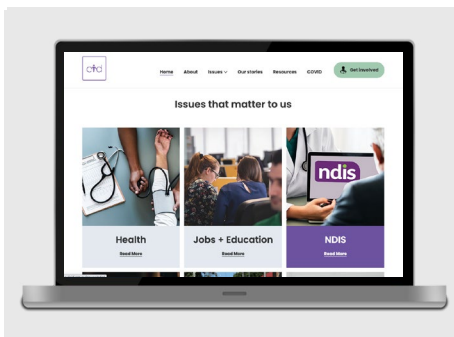 Home About Issues Our stories Resources COVID Get involved
Issues that matter to us
ndis
Health Jobs + Education NDIS
Read More Read More Read More